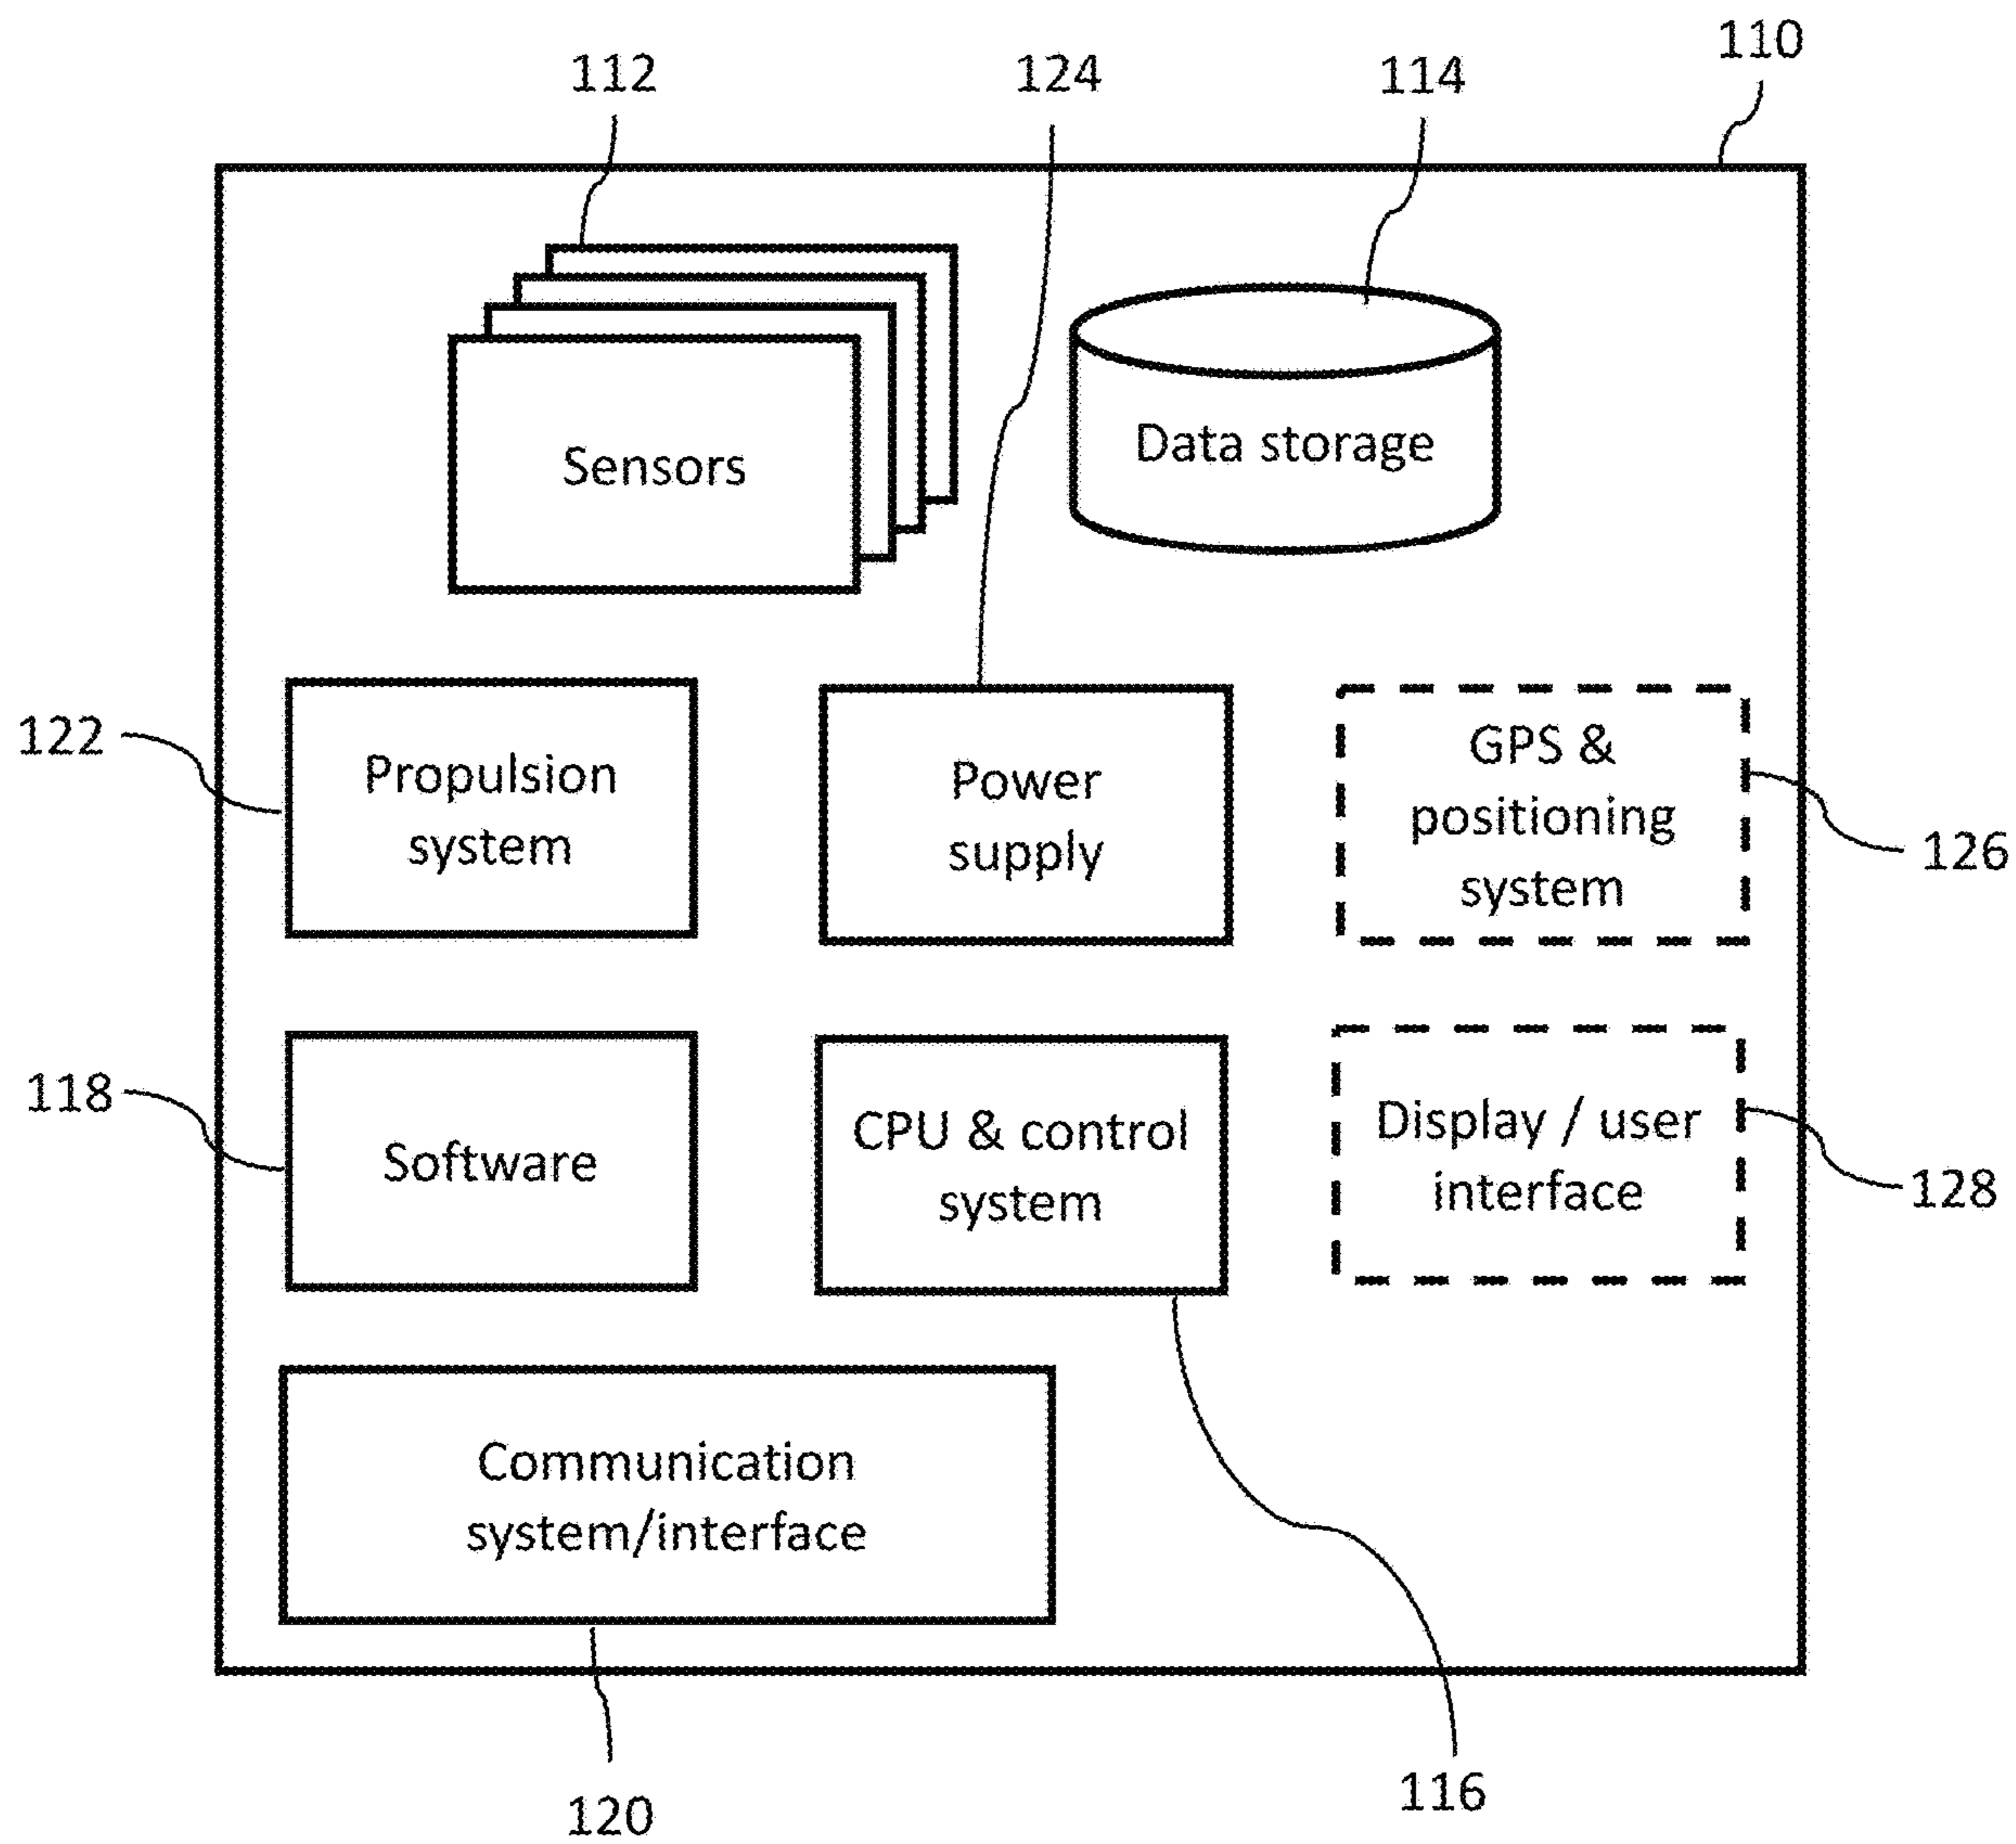 110
112
124
114
Sensors
Data storage
122
Propulsion
system
Power
supply
GPS &
positioning
system
126
118
Software
CPU & control
system
Display / user
interface
128
Communication
system/interface
120
116